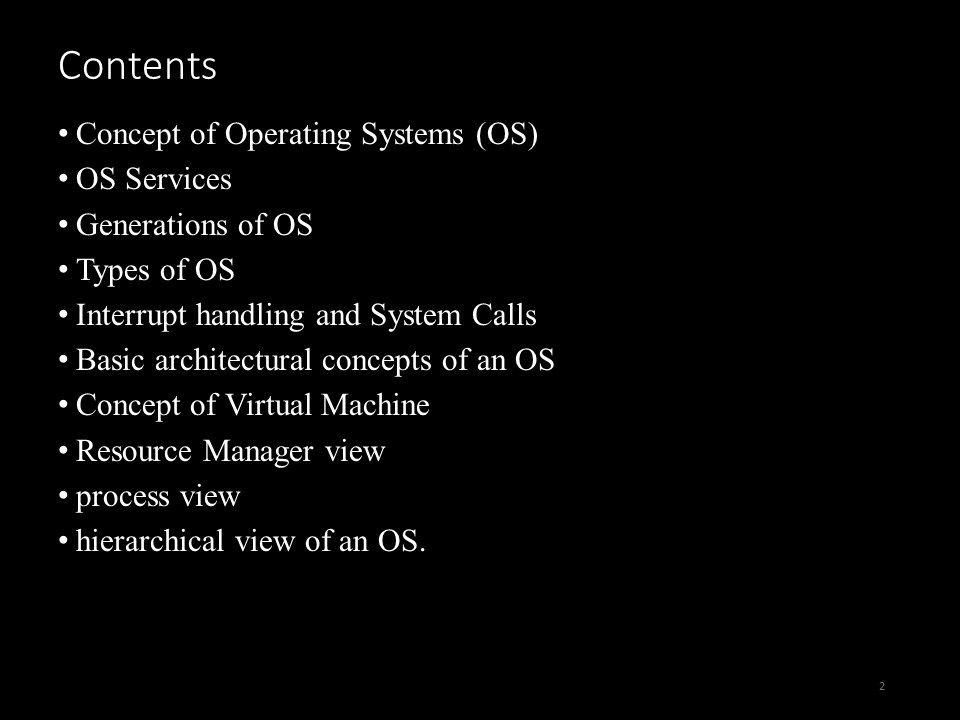 Contents
• Concept of Operating Systems (OS)
• OS Services
• Generations of OS
• Types of OS
• Interrupt handling and System Calls
• Basic architectural concepts of an OS
• Concept of Virtual Machine
• Resource Manager view
• process view
• hierarchical view of an OS.
2